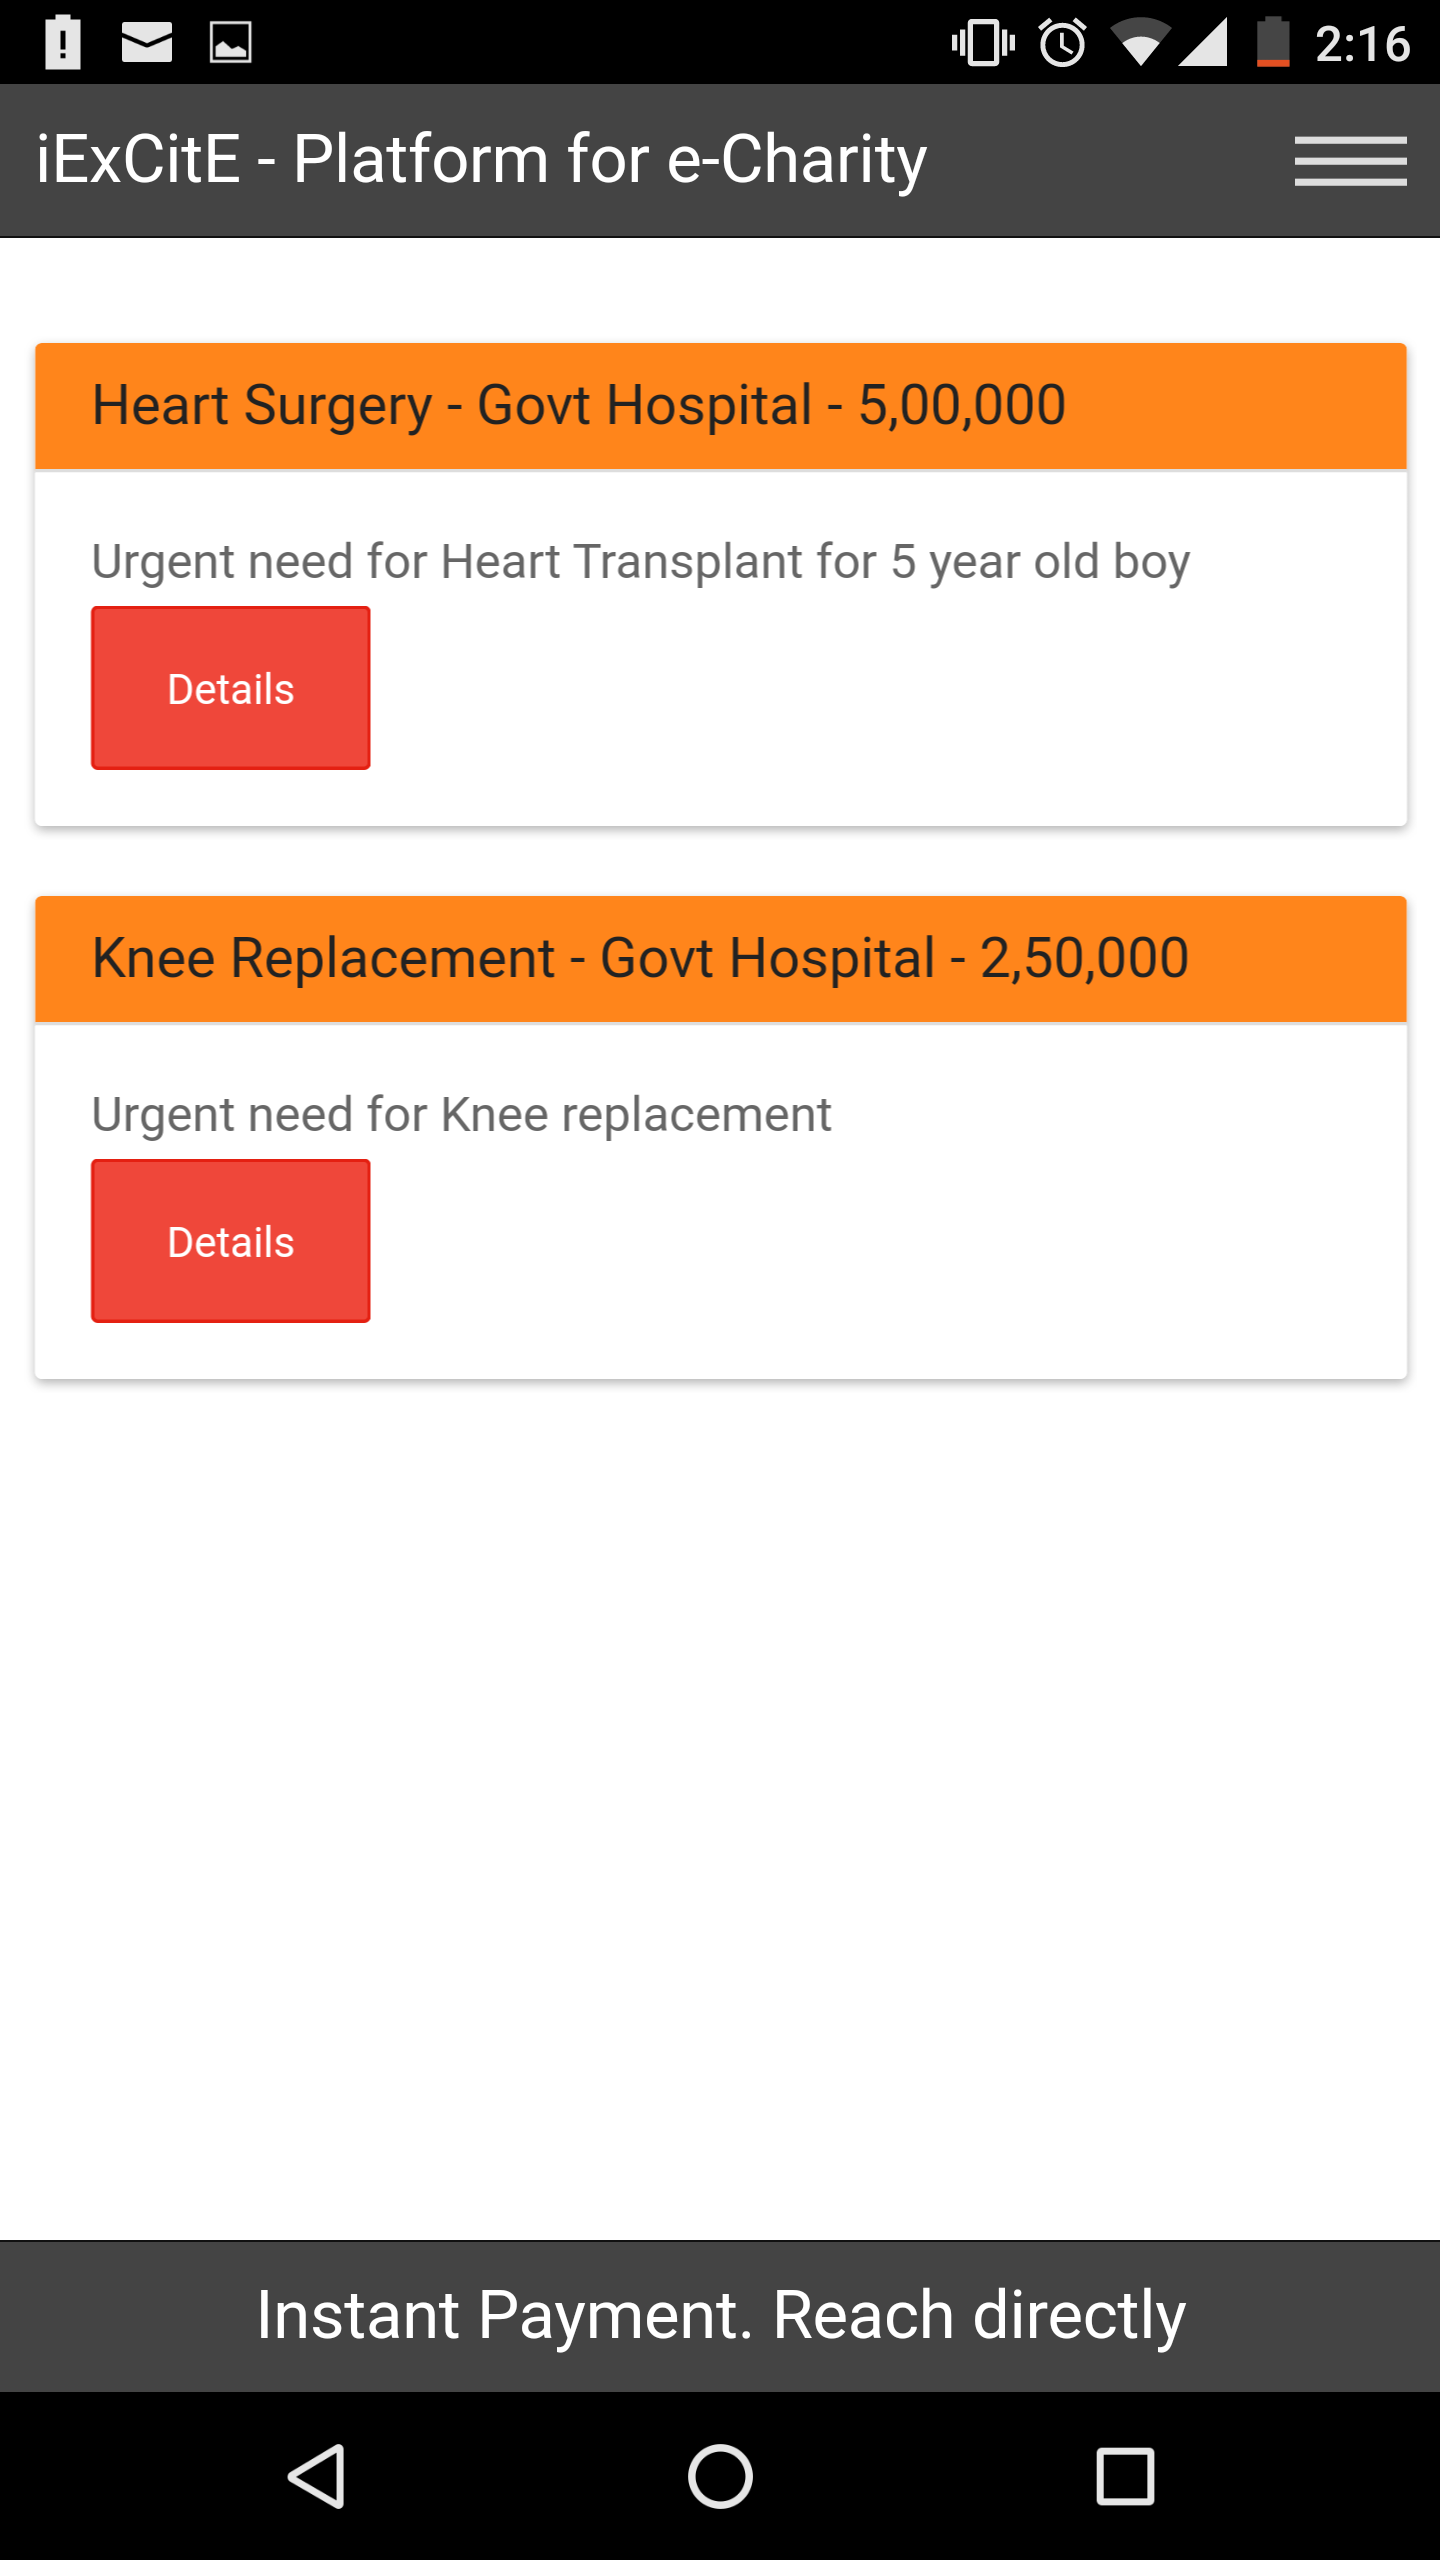 2:16
iExCitE - Platform for e-Charity
Heart Surgery - Govt Hospital - 5,00,000
Urgent need for Heart Transplant for 5 year old boy
Details
Knee Replacement - Govt Hospital - 2,50,000
Urgent need for Knee replacement
Details
Instant Payment. Reach directly